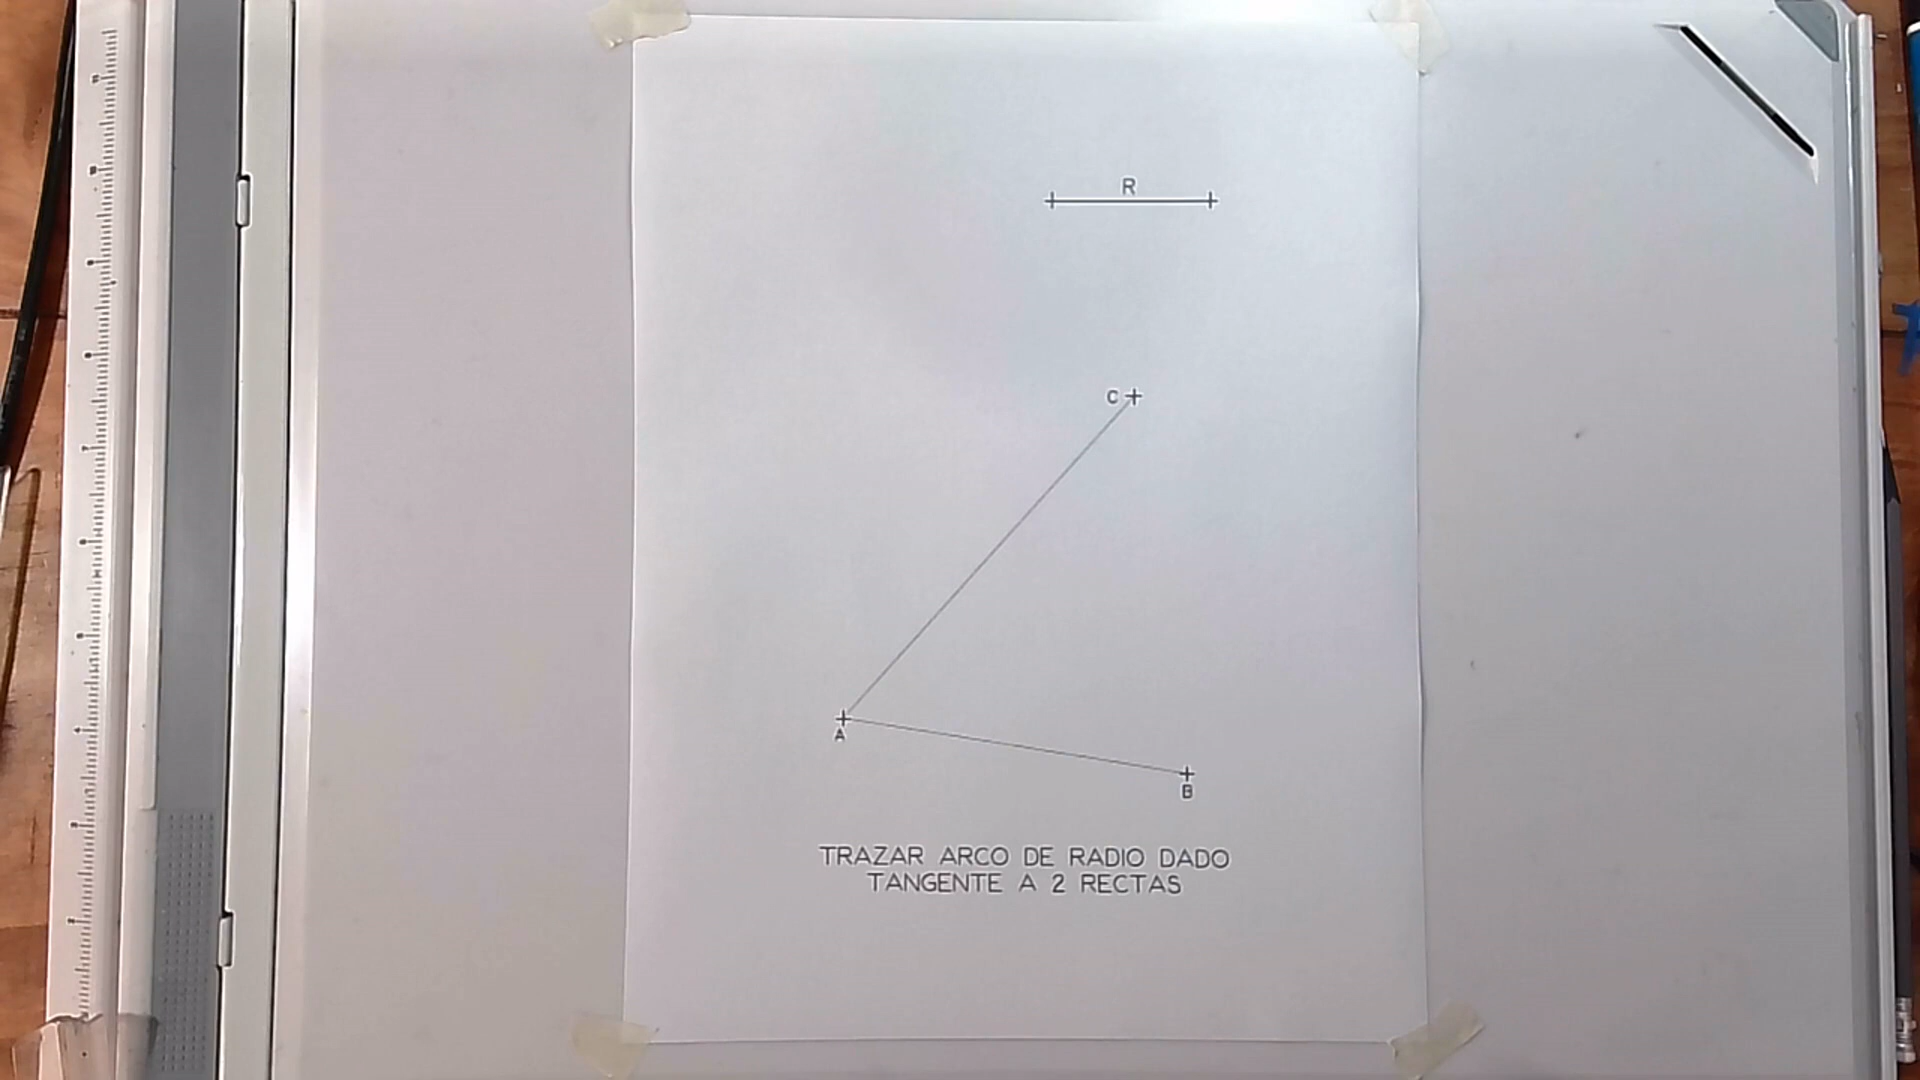 R
C
A
B
TRAZAR ARCO DE RADIO DADO
TANGENTE A 2 RECTAS